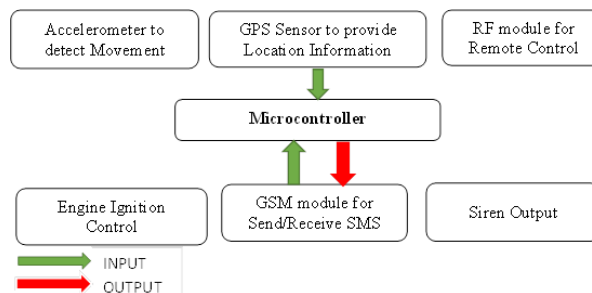 Accelerometer to
detect Movement
GPS Sensor to provide
Location Information
RF module for
Remote Control
Microcontroller
Engine Ignition
Control
GSM module for
Send/Receive SMS
Siren Output
INPUT
OUTPUT